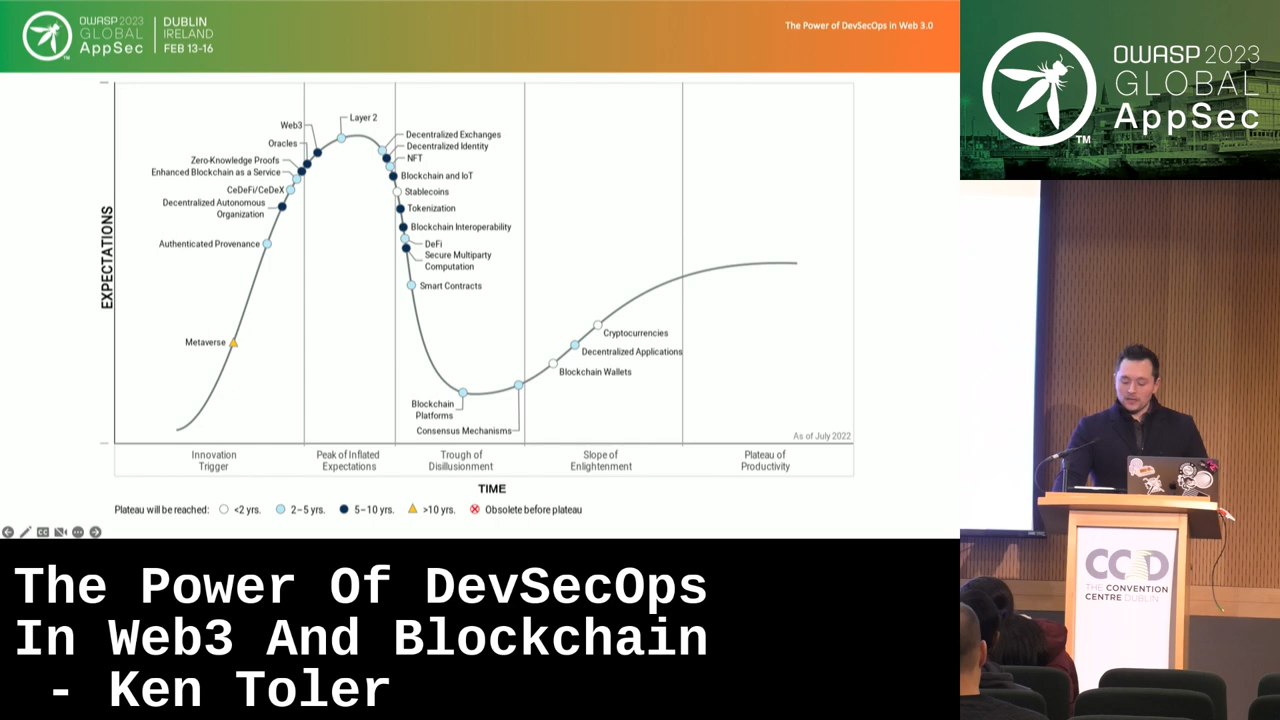 OWASP 2023
GLOBAL
AppSec
TM
DUBLIN
IRELAND
FEB 13-16
The Power of DevSecOps in Web 3.0
OWASP 2023
GLOBAL
AppSec
TM
EXPECTATIONS
Layer 2
Web3
Oracles
Zero-Knowledge Proofs
Enhanced Blockchain as a Service
CeDeFi/CeDeX
Decentralized Autonomous
Organization
Authenticated Provenance
Metaverse
Decentralized Exchanges
Decentralized Identity
NFT
Blockchain and IoT
Stablecoins
Tokenization
Blockchain Interoperability
DeFi
Secure Multiparty
Computation
Smart Contracts
Blockchain
Platforms
Consensus Mechanisms
Cryptocurrencies
Decentralized Applications
Blockchain Wallets
As of July 2022
Innovation
Trigger
Peak of Inflated
Expectations
Trough of
Disillusionment
Slope of
Enlightenment
Plateau of
Productivity
TIME
Plateau will be reached: <2 yrs. 2–5 yrs. 5–10 yrs. >10 yrs. Obsolete before plateau
The Power Of DevSecOps
In Web3 And Blockchain
- Ken Toler
THE CONVENTION
CENTRE DUBLIN